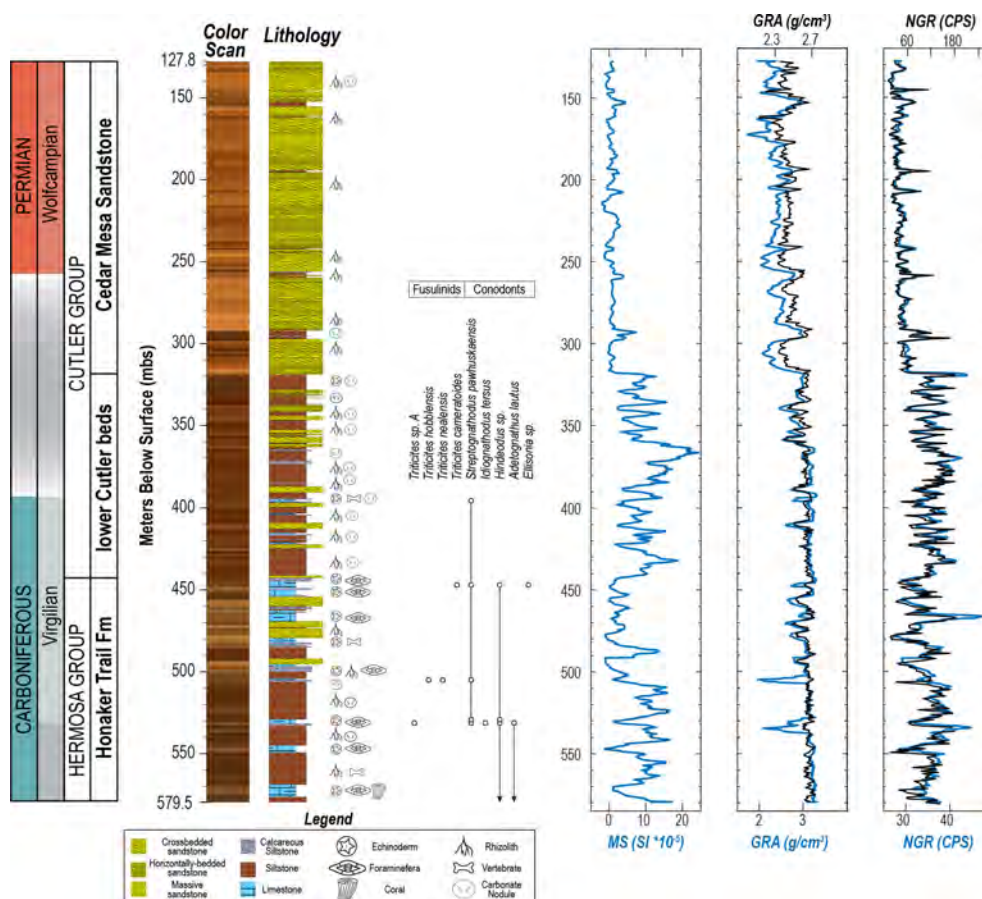 Color Scan
Lithology
127.8
150
200
250
300
350
400
450
500
550
579.5
Meters Below Surface (mbs)
PERMIAN
Wolfcampian
CARBONIFEROUS
Virgilian
CUTLER GROUP
HERMOSA GROUP
Cedar Mesa Sandstone
lower Cutler beds
Honaker Trail Fm
Fusulinids
Conodonts
Triticites sp. A
Triticites hobblensis
Triticites nealensis
Triticites cameratoides
Streptognathodus pawhuskaensis
Idiognathodus tersus
Hindeodus sp.
Adetognathus lautus
Ellisonia sp.
GRA (g/cm³)
2.3 2.7
NGR (CPS)
60 180
150
200
250
300
350
400
450
500
550
0 10 20
MS (SI *10⁻⁵)
2 3
GRA (g/cm³)
30 40
NGR (CPS)
Legend
Crossbedded sandstone
Horizontally-bedded sandstone
Massive sandstone
Calcareous Siltstone
Siltstone
Limestone
Echinoderm
Foraminefera
Coral
Rhizolith
Vertebrate
Carbonate Nodule